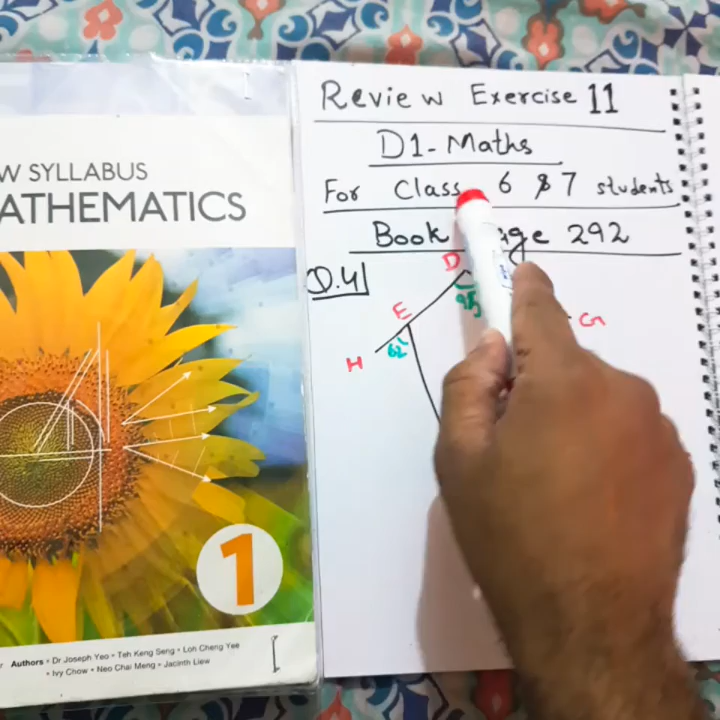 W SYLLABUS
ATHEMATICS
1
Authors • Dr Joseph Yeo • Teh Keng Seng • Loh Cheng Yee
• Ivy Chow • Neo Chai Meng • Jacinth Liew
Review Exercise 11
D1-Maths
For Class 6 & 7 students
Book age 292
Q.4
D
E
G
H
62°